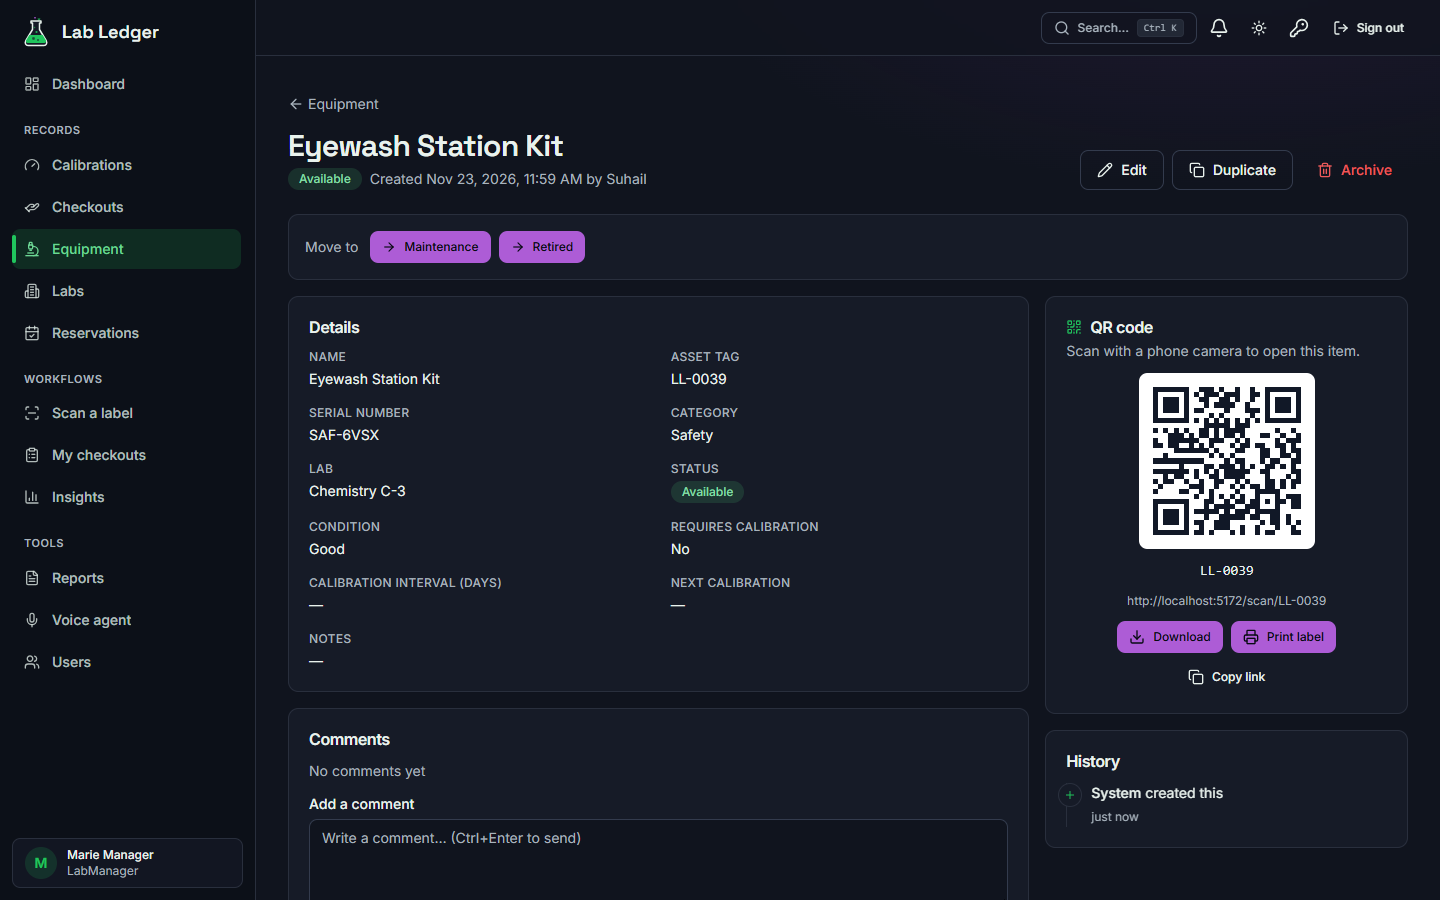 Lab Ledger
Search... Ctrl K
Sign out
Dashboard
RECORDS
Calibrations
Checkouts
Equipment
Labs
Reservations
WORKFLOWS
Scan a label
My checkouts
Insights
TOOLS
Reports
Voice agent
Users
M
Marie Manager
LabManager
Equipment
Eyewash Station Kit
Available Created Nov 23, 2026, 11:59 AM by Suhail
Edit
Duplicate
Archive
Move to
Maintenance
Retired
Details
NAME
Eyewash Station Kit
ASSET TAG
LL-0039
SERIAL NUMBER
SAF-6VSX
CATEGORY
Safety
LAB
Chemistry C-3
STATUS
Available
CONDITION
Good
REQUIRES CALIBRATION
No
CALIBRATION INTERVAL (DAYS)
—
NEXT CALIBRATION
—
NOTES
—
Comments
No comments yet
Add a comment
Write a comment... (Ctrl+Enter to send)
QR code
Scan with a phone camera to open this item.
LL-0039
http://localhost:5172/scan/LL-0039
Download
Print label
Copy link
History
System created this
just now